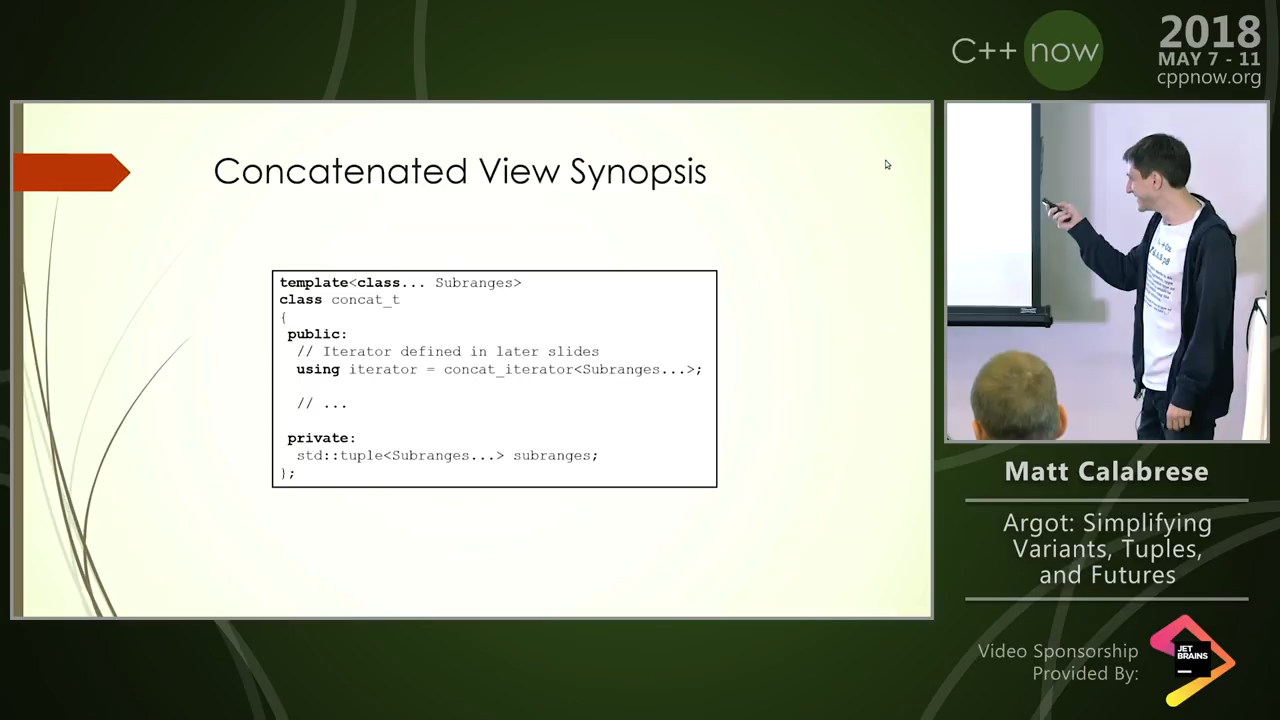 C++ now
2018
MAY 7 - 11
cppnow.org
Concatenated View Synopsis
template<class... Subranges>
class concat_t
{
public:
// Iterator defined in later slides
using iterator = concat_iterator<Subranges...>;
// ...
private:
std::tuple<Subranges...> subranges;
};
Matt Calabrese
Argot: Simplifying
Variants, Tuples,
and Futures
Video Sponsorship
Provided By:
JET
BRAINS